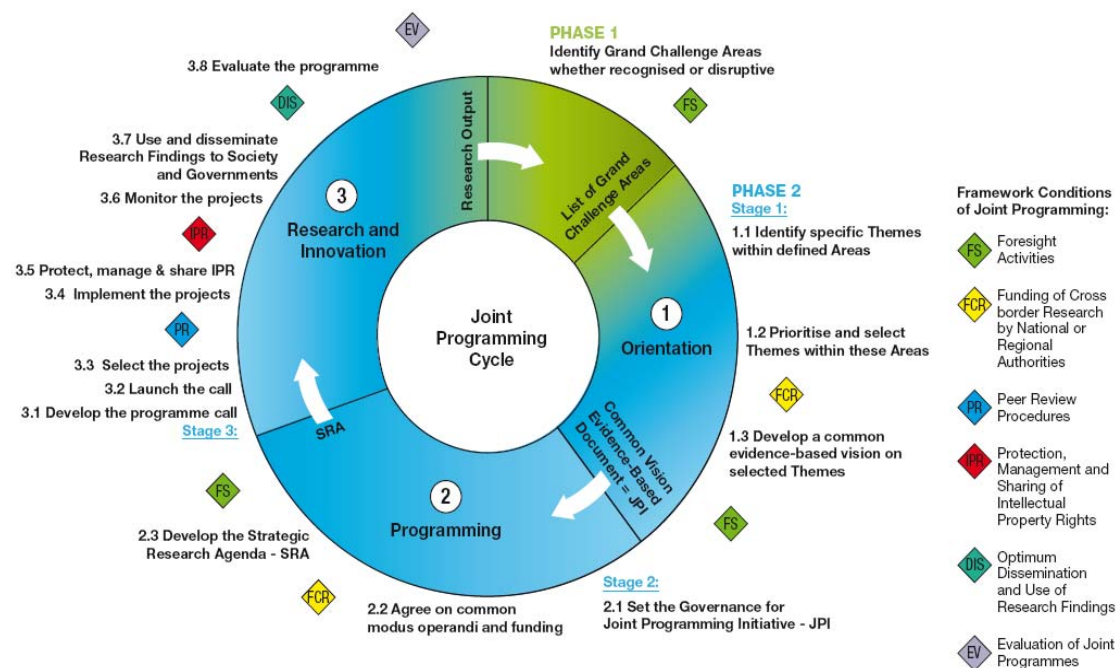 PHASE 1
Identify Grand Challenge Areas
whether recognised or disruptive
FS
List of Grand
Challenge Areas
PHASE 2
Stage 1:
1.1 Identify specific Themes
within defined Areas
1
Orientation
1.2 Prioritise and select
Themes within these Areas
FCR
1.3 Develop a common
evidence-based vision on
selected Themes
FS
Common Vision
Evidence-Based
Document = JPI
Stage 2:
2.1 Set the Governance for
Joint Programming Initiative - JPI
2
Programming
2.2 Agree on common
modus operandi and funding
FCR
2.3 Develop the Strategic
Research Agenda - SRA
FS
SRA
Stage 3:
3.1 Develop the programme call
3.2 Launch the call
3.3 Select the projects
PR
3.4 Implement the projects
3.5 Protect, manage & share IPR
IPR
3.6 Monitor the projects
3.7 Use and disseminate
Research Findings to Society
and Governments
DIS
3.8 Evaluate the programme
EV
3
Research and
Innovation
Research Output
Joint
Programming
Cycle
Framework Conditions
of Joint Programming:
FS
Foresight
Activities
FCR
Funding of Cross
border Research
by National or
Regional
Authorities
PR
Peer Review
Procedures
IPR
Protection,
Management and
Sharing of
Intellectual
Property Rights
DIS
Optimum
Dissemination
and Use of
Research Findings
EV
Evaluation of Joint
Programmes